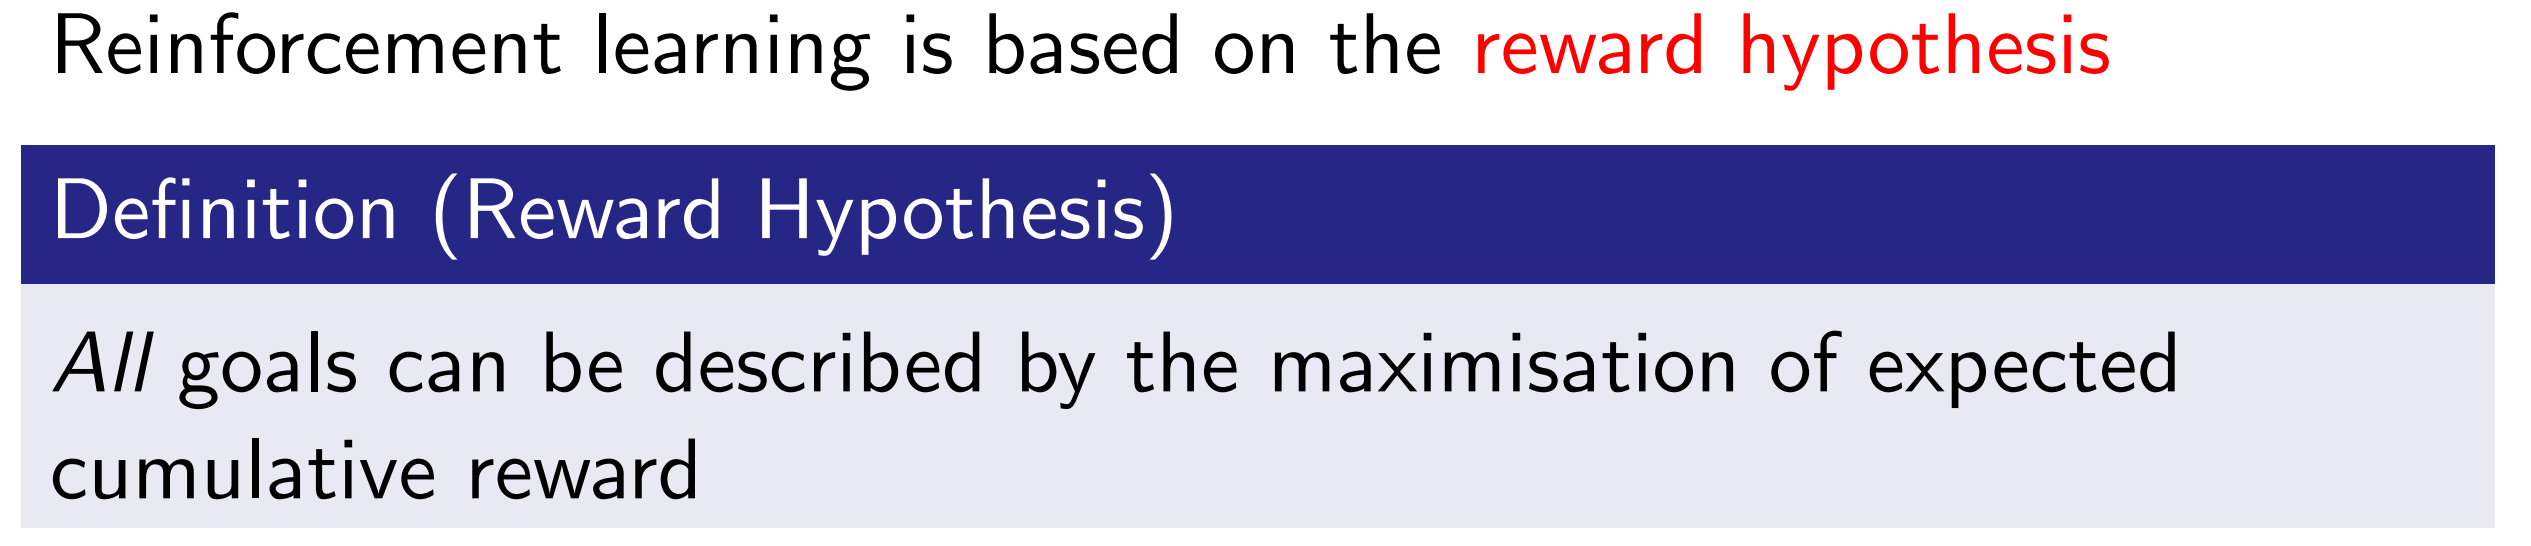 Reinforcement learning is based on the reward hypothesis
Definition (Reward Hypothesis)
All goals can be described by the maximisation of expected
cumulative reward